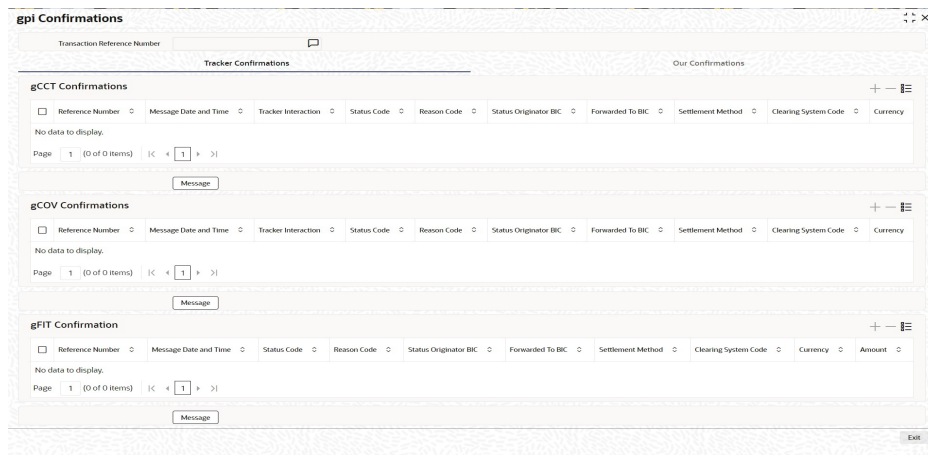 gpi Confirmations
Transaction Reference Number
Tracker Confirmations Our Confirmations
gCCT Confirmations
Reference Number Message Date and Time Tracker Interaction Status Code Reason Code Status Originator BIC Forwarded To BIC Settlement Method Clearing System Code Currency
No data to display.
Page 1 (0 of 0 items) 1
Message
gCOV Confirmations
Reference Number Message Date and Time Tracker Interaction Status Code Reason Code Status Originator BIC Forwarded To BIC Settlement Method Clearing System Code Currency
No data to display.
Page 1 (0 of 0 items) 1
Message
gFIT Confirmation
Reference Number Message Date and Time Status Code Reason Code Status Originator BIC Forwarded To BIC Settlement Method Clearing System Code Currency Amount
No data to display.
Page 1 (0 of 0 items) 1
Message
Exit